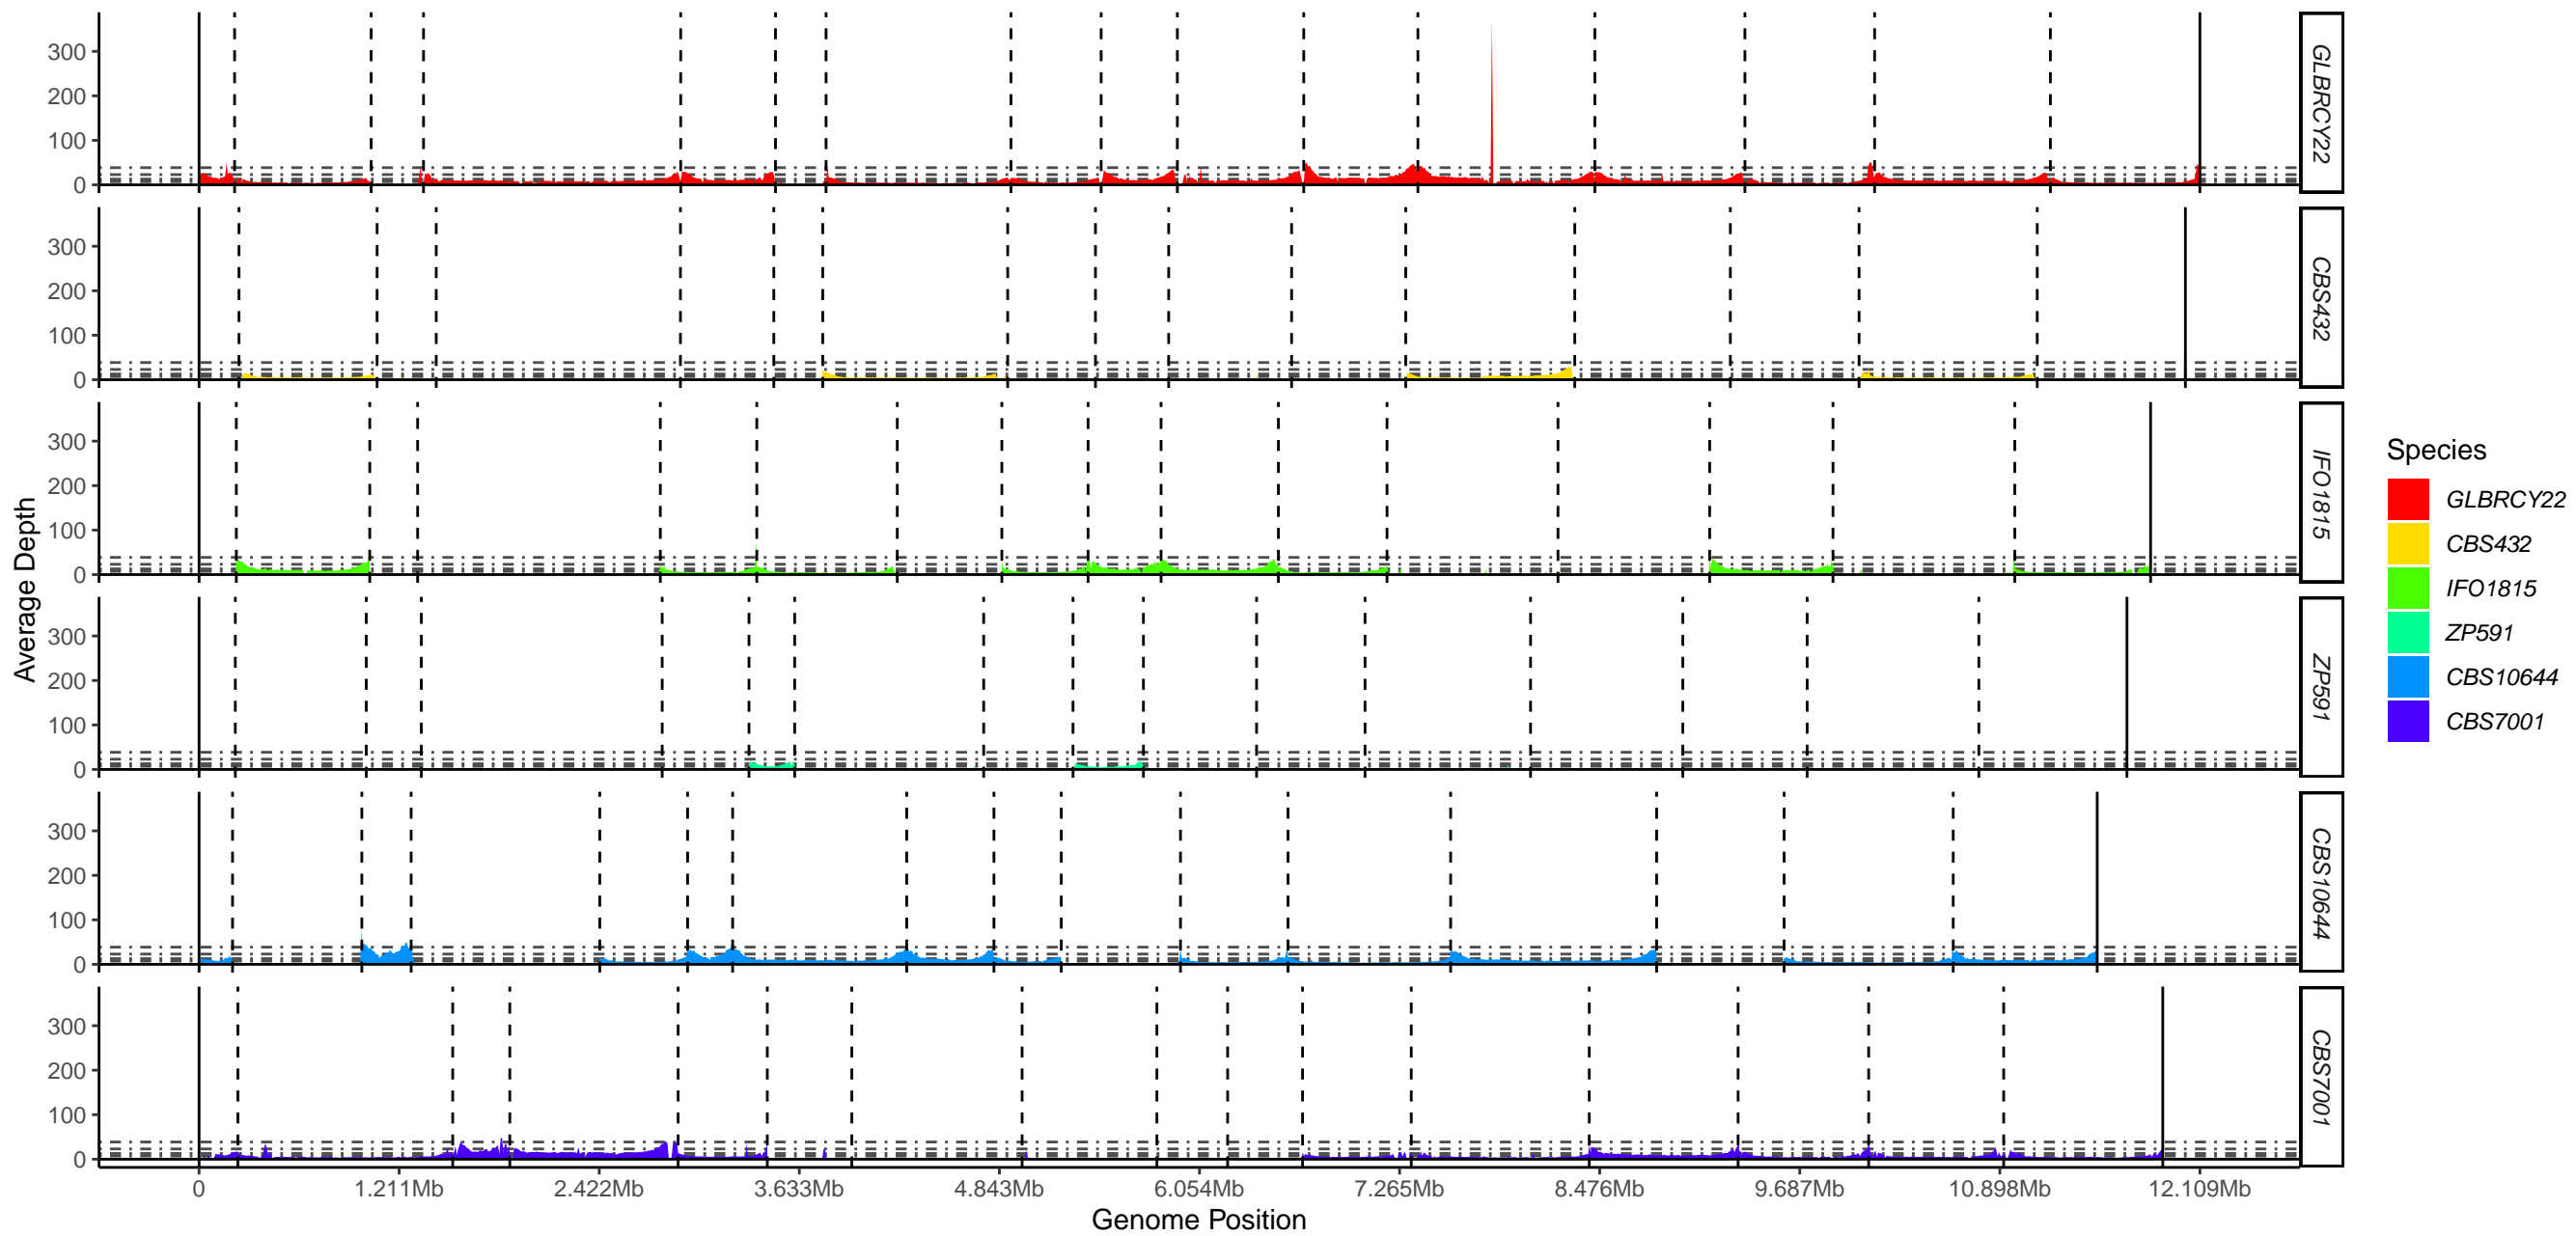 300
200
100
0
GLBRCY22
300
200
100
0
CBS432
300
200
100
0
IFO1815
300
200
100
0
ZP591
300
200
100
0
CBS10644
300
200
100
0
CBS7001
Average Depth
0 1.211Mb 2.422Mb 3.633Mb 4.843Mb 6.054Mb 7.265Mb 8.476Mb 9.687Mb 10.898Mb 12.109Mb
Genome Position
Species
GLBRCY22
CBS432
IFO1815
ZP591
CBS10644
CBS7001